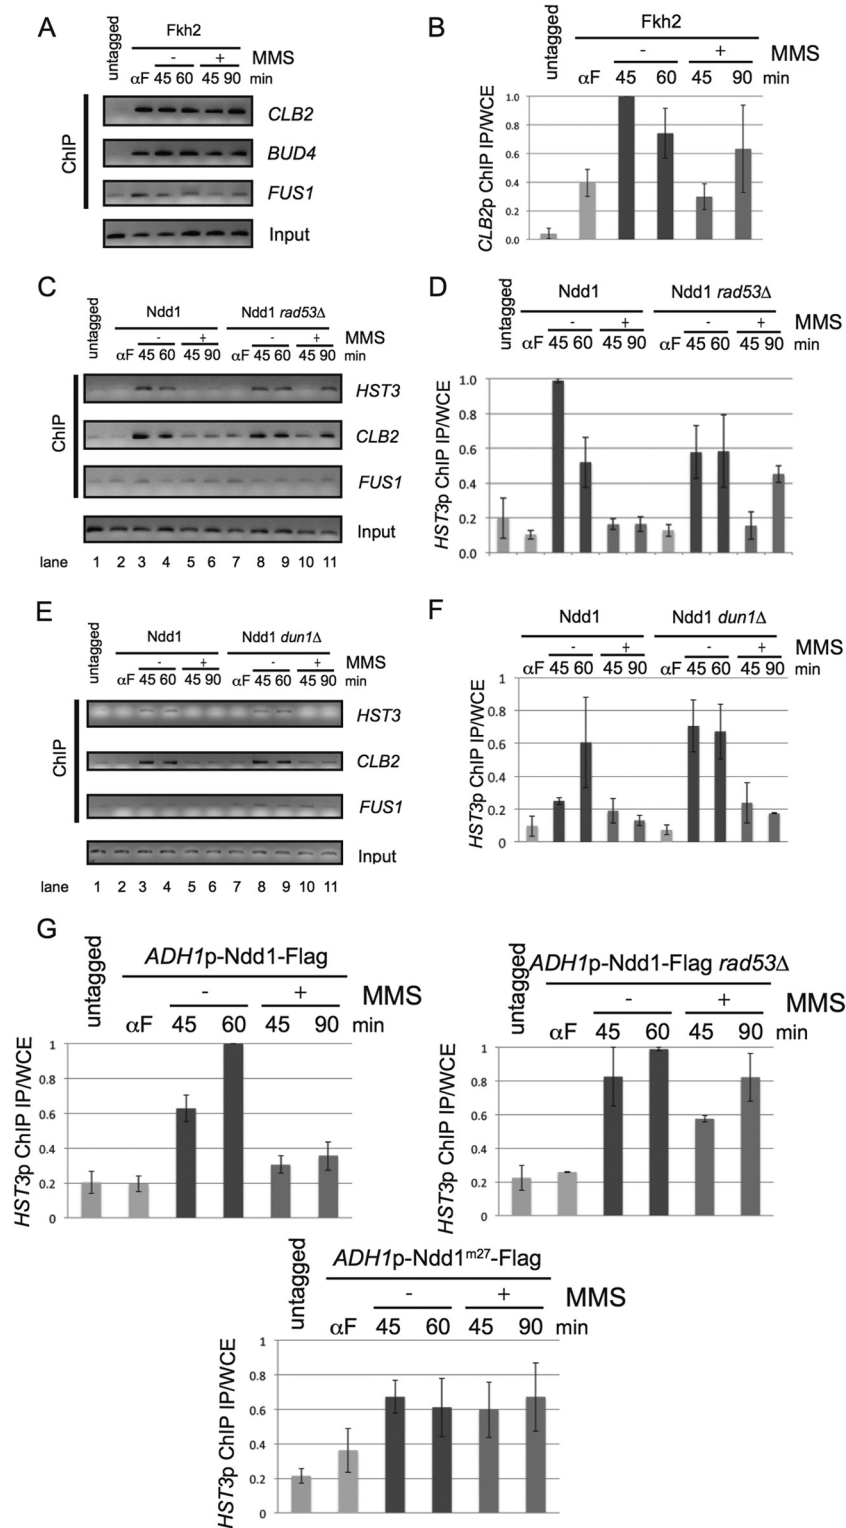 A
Fkh2
untagged
- + MMS
αF 45 60 45 90 min
ChIP
CLB2
BUD4
FUS1
Input
B
Fkh2
untagged
- + MMS
αF 45 60 45 90 min
CLB2p ChIP IP/WCE
1.0
0.8
0.6
0.4
0.2
0.0
C
untagged
Ndd1 Ndd1 rad53Δ
- + - + MMS
αF 45 60 45 90 αF 45 60 45 90 min
ChIP
HST3
CLB2
FUS1
Input
lane 1 2 3 4 5 6 7 8 9 10 11
D
untagged
Ndd1 Ndd1 rad53Δ
- + - + MMS
αF 45 60 45 90 αF 45 60 45 90 min
HST3p ChIP IP/WCE
1.0
0.8
0.6
0.4
0.2
0.0
E
untagged
Ndd1 Ndd1 dun1Δ
- + - + MMS
αF 45 60 45 90 αF 45 60 45 90 min
ChIP
HST3
CLB2
FUS1
Input
lane 1 2 3 4 5 6 7 8 9 10 11
F
Ndd1 Ndd1 dun1Δ
- + - + MMS
αF 45 60 45 90 αF 45 60 45 90 min
HST3p ChIP IP/WCE
1
0.8
0.6
0.4
0.2
0
G
untagged
ADH1p-Ndd1-Flag
- + MMS
αF 45 60 45 90 min
HST3p ChIP IP/WCE
1
0.8
0.6
0.4
0.2
0
untagged
ADH1p-Ndd1-Flag rad53Δ
- + MMS
αF 45 60 45 90 min
HST3p ChIP IP/WCE
1
0.8
0.6
0.4
0.2
0
untagged
ADH1p-Ndd1m27-Flag
- + MMS
αF 45 60 45 90 min
HST3p ChIP IP/WCE
1
0.8
0.6
0.4
0.2
0